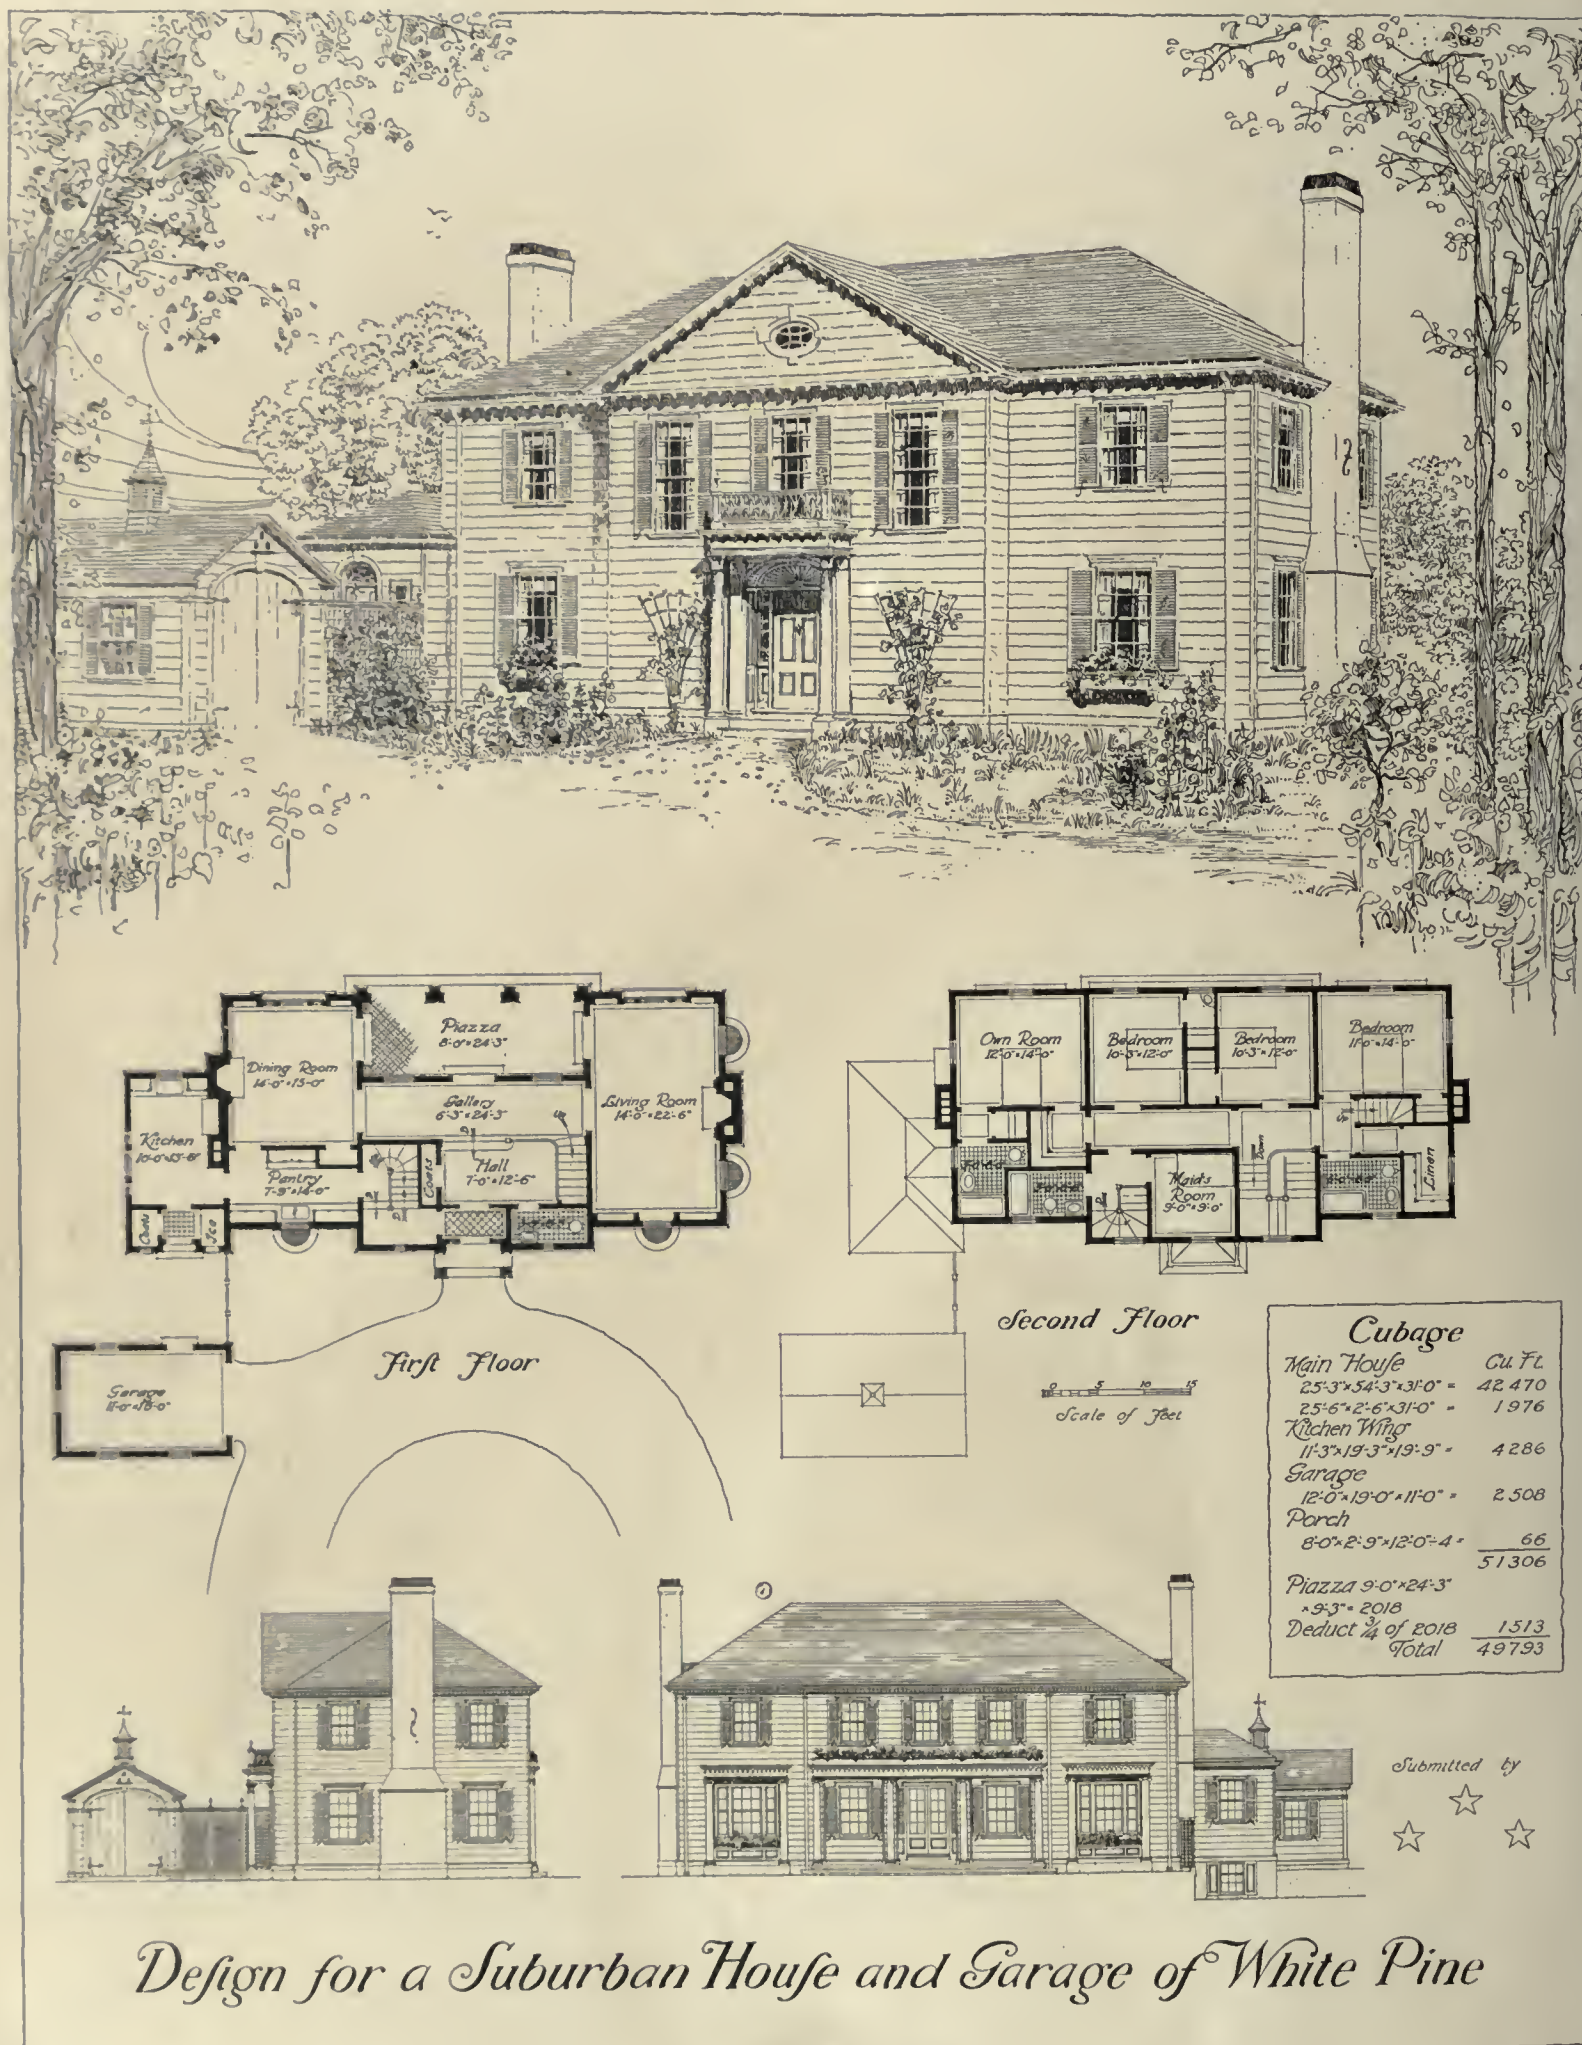 Piazza
8'-0"×24'-3"
Dining Room
14'-0"×15'-0"
Gallery
6'-3"×24'-3"
Living Room
14'-0"×22'-6"
Kitchen
Pantry
7'-9"×14'-0"
Coats
Hall
7'-0"×12'-6"
Up
Ice
First Floor
Garage
11'-0"×18'-0"
Own Room
12'-0"×14'-0"
Bedroom
10'-3"×12'-0"
Bedroom
10'-3"×12'-0"
Bedroom
11'-0"×14'-0"
Down
Linen
Maid's
Room
9'-0"×9'-0"
Second Floor
0 5 10 15
Scale of Feet
Cubage
Main Houſe Cu. Ft.
25'-3"×54'-3"×31'-0" = 42470
25'-6"×2'-6"×31'-0" = 1976
Kitchen Wing
11'-3"×19'-3"×19'-9" = 4286
Garage
12'-0"×19'-0"×11'-0" = 2508
Porch
8'-0"×2'-9"×12'-0"÷4 = 66
51306
Piazza 9'-0"×24'-3"
×9'-3" = 2018
Deduct ¾ of 2018 1513
Total 49793
Submitted by
Deſign for a Suburban Houſe and Garage of White Pine